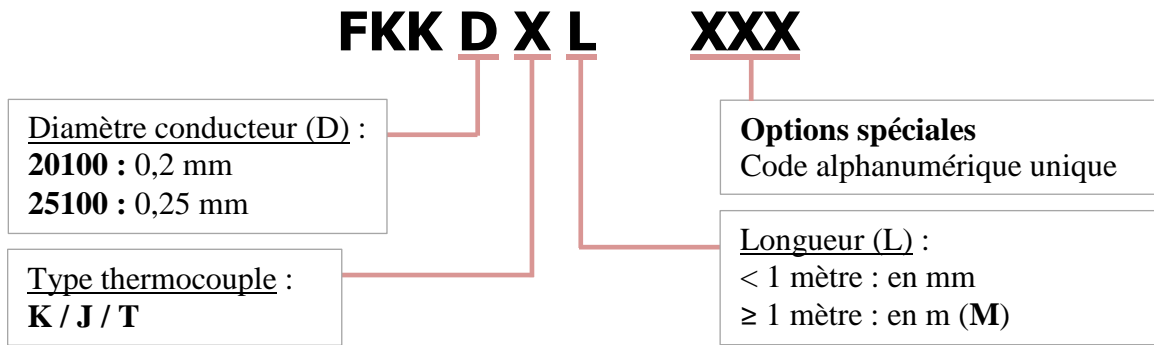 FKK D X L XXX
Diamètre conducteur (D) :
20100 : 0,2 mm
25100 : 0,25 mm
Type thermocouple :
K / J / T
Options spéciales
Code alphanumérique unique
Longueur (L) :
< 1 mètre : en mm
≥ 1 mètre : en m (M)